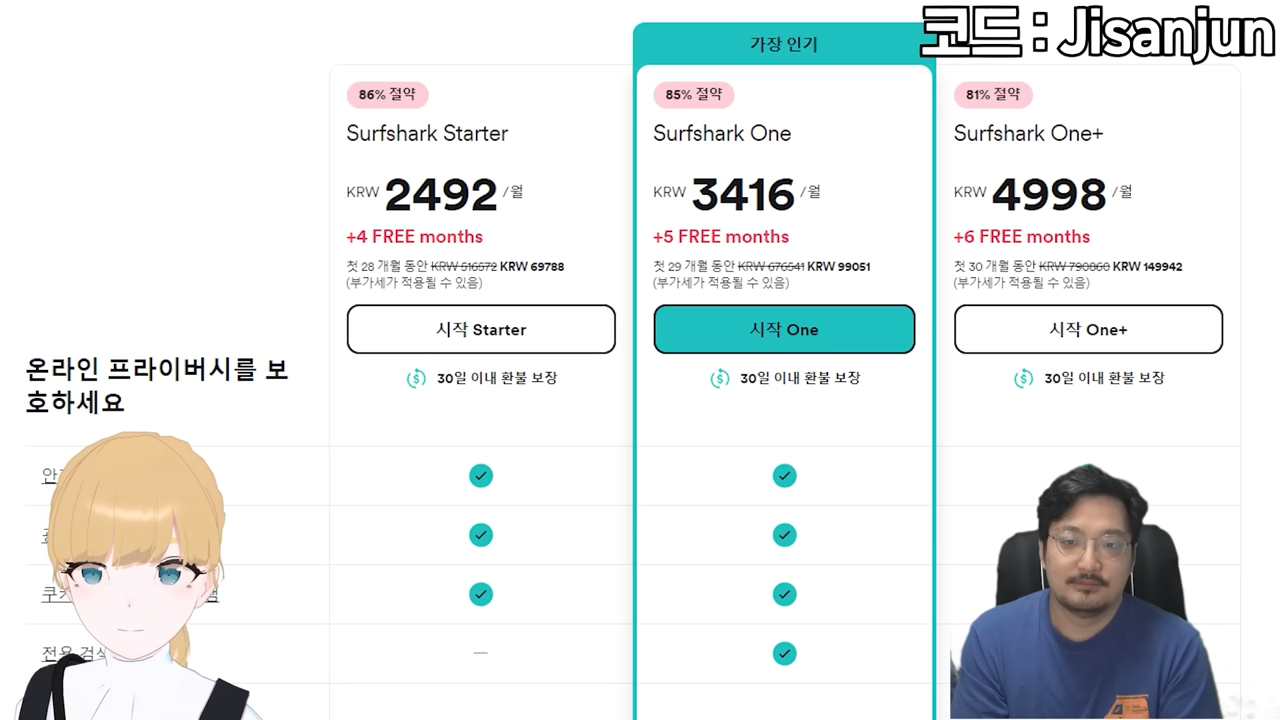 코드 : Jisanjun
가장 인기
86% 절약
Surfshark Starter
KRW 2492 /월
+4 FREE months
첫 28 개월 동안 KRW 516572 KRW 69788
(부가세가 적용될 수 있음)
시작 Starter
30일 이내 환불 보장
85% 절약
Surfshark One
KRW 3416 /월
+5 FREE months
첫 29 개월 동안 KRW 676541 KRW 99051
(부가세가 적용될 수 있음)
시작 One
30일 이내 환불 보장
81% 절약
Surfshark One+
KRW 4998 /월
+6 FREE months
첫 30 개월 동안 KRW 790860 KRW 149942
(부가세가 적용될 수 있음)
시작 One+
30일 이내 환불 보장
온라인 프라이버시를 보
호하세요
전용